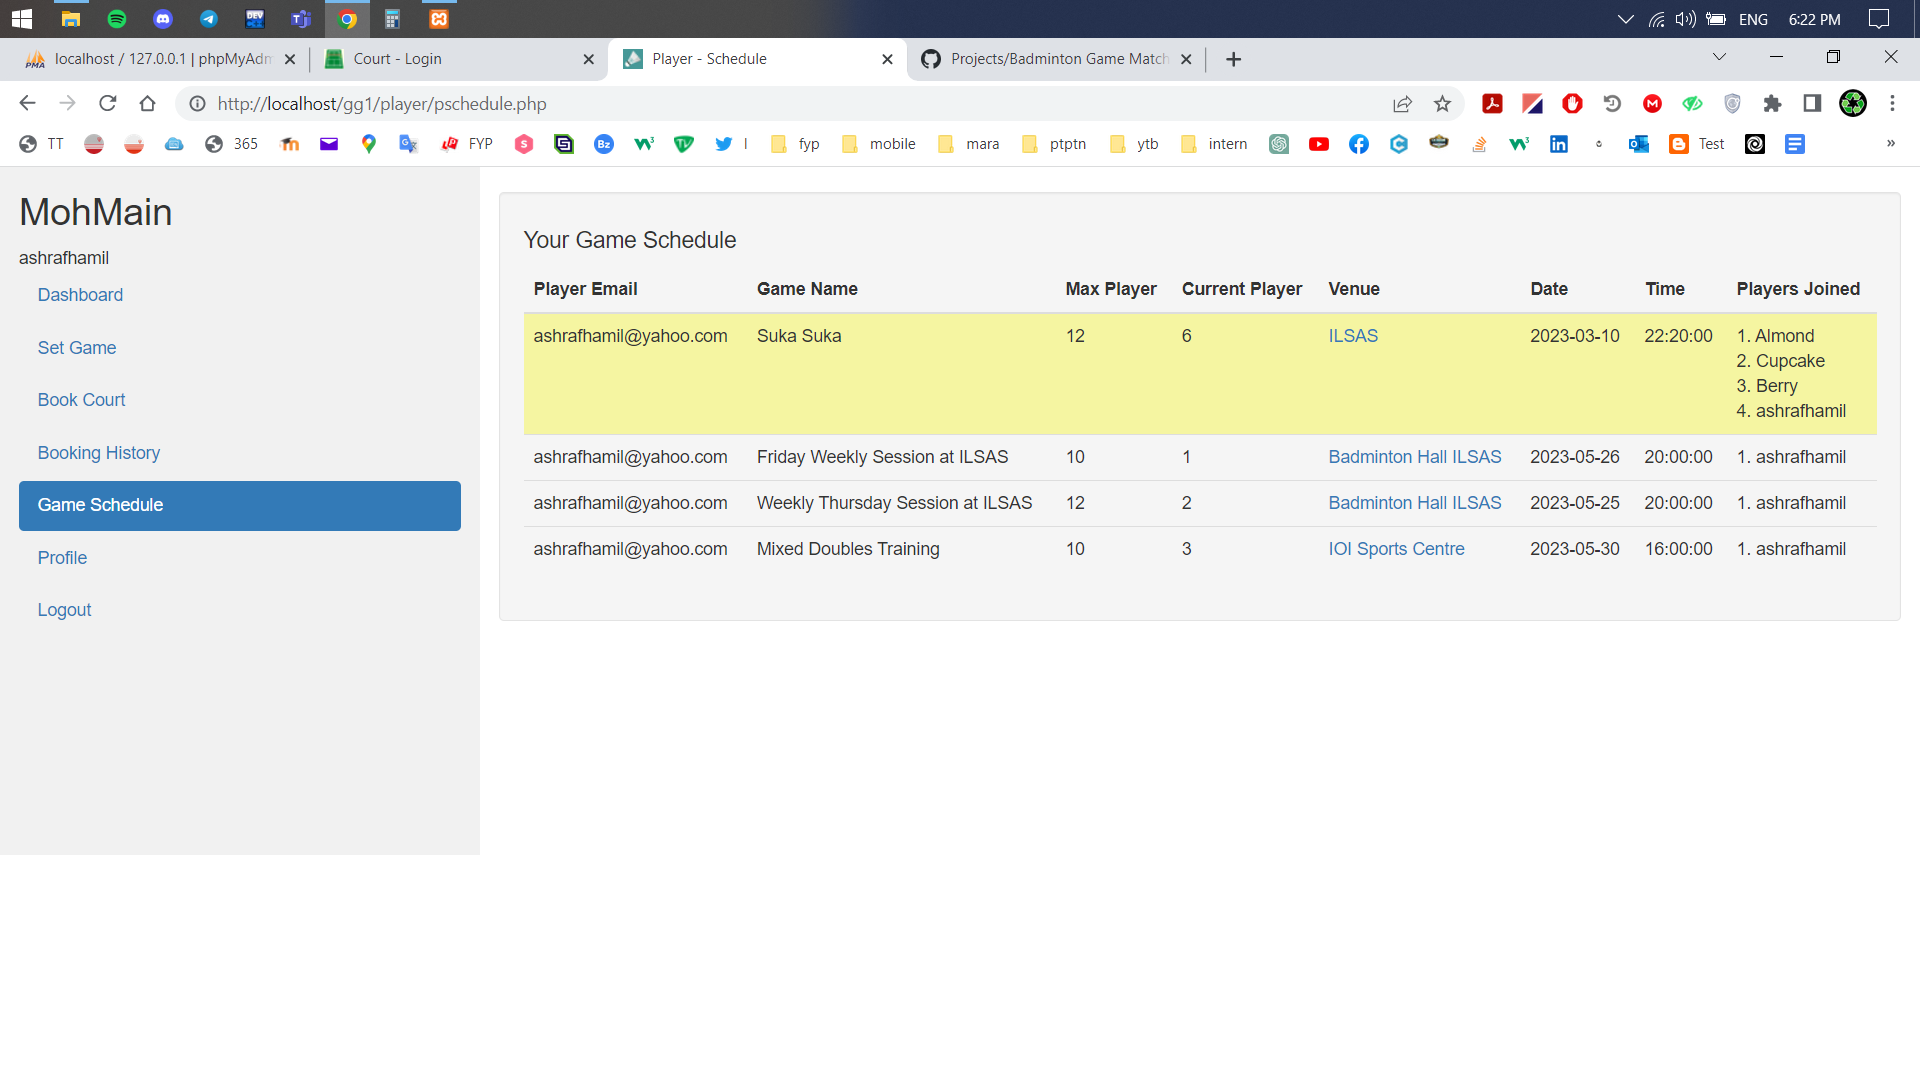 ENG 6:22 PM
localhost / 127.0.0.1 | phpMyAdm
Court - Login
Player - Schedule
Projects/Badminton Game Match
http://localhost/gg1/player/pschedule.php
TT 365 FYP I fyp mobile mara ptptn ytb intern Test »
MohMain
ashrafhamil
Dashboard
Set Game
Book Court
Booking History
Game Schedule
Profile
Logout
Your Game Schedule
Player Email Game Name Max Player Current Player Venue Date Time Players Joined
ashrafhamil@yahoo.com Suka Suka 12 6 ILSAS 2023-03-10 22:20:00 1. Almond
2. Cupcake
3. Berry
4. ashrafhamil
ashrafhamil@yahoo.com Friday Weekly Session at ILSAS 10 1 Badminton Hall ILSAS 2023-05-26 20:00:00 1. ashrafhamil
ashrafhamil@yahoo.com Weekly Thursday Session at ILSAS 12 2 Badminton Hall ILSAS 2023-05-25 20:00:00 1. ashrafhamil
ashrafhamil@yahoo.com Mixed Doubles Training 10 3 IOI Sports Centre 2023-05-30 16:00:00 1. ashrafhamil